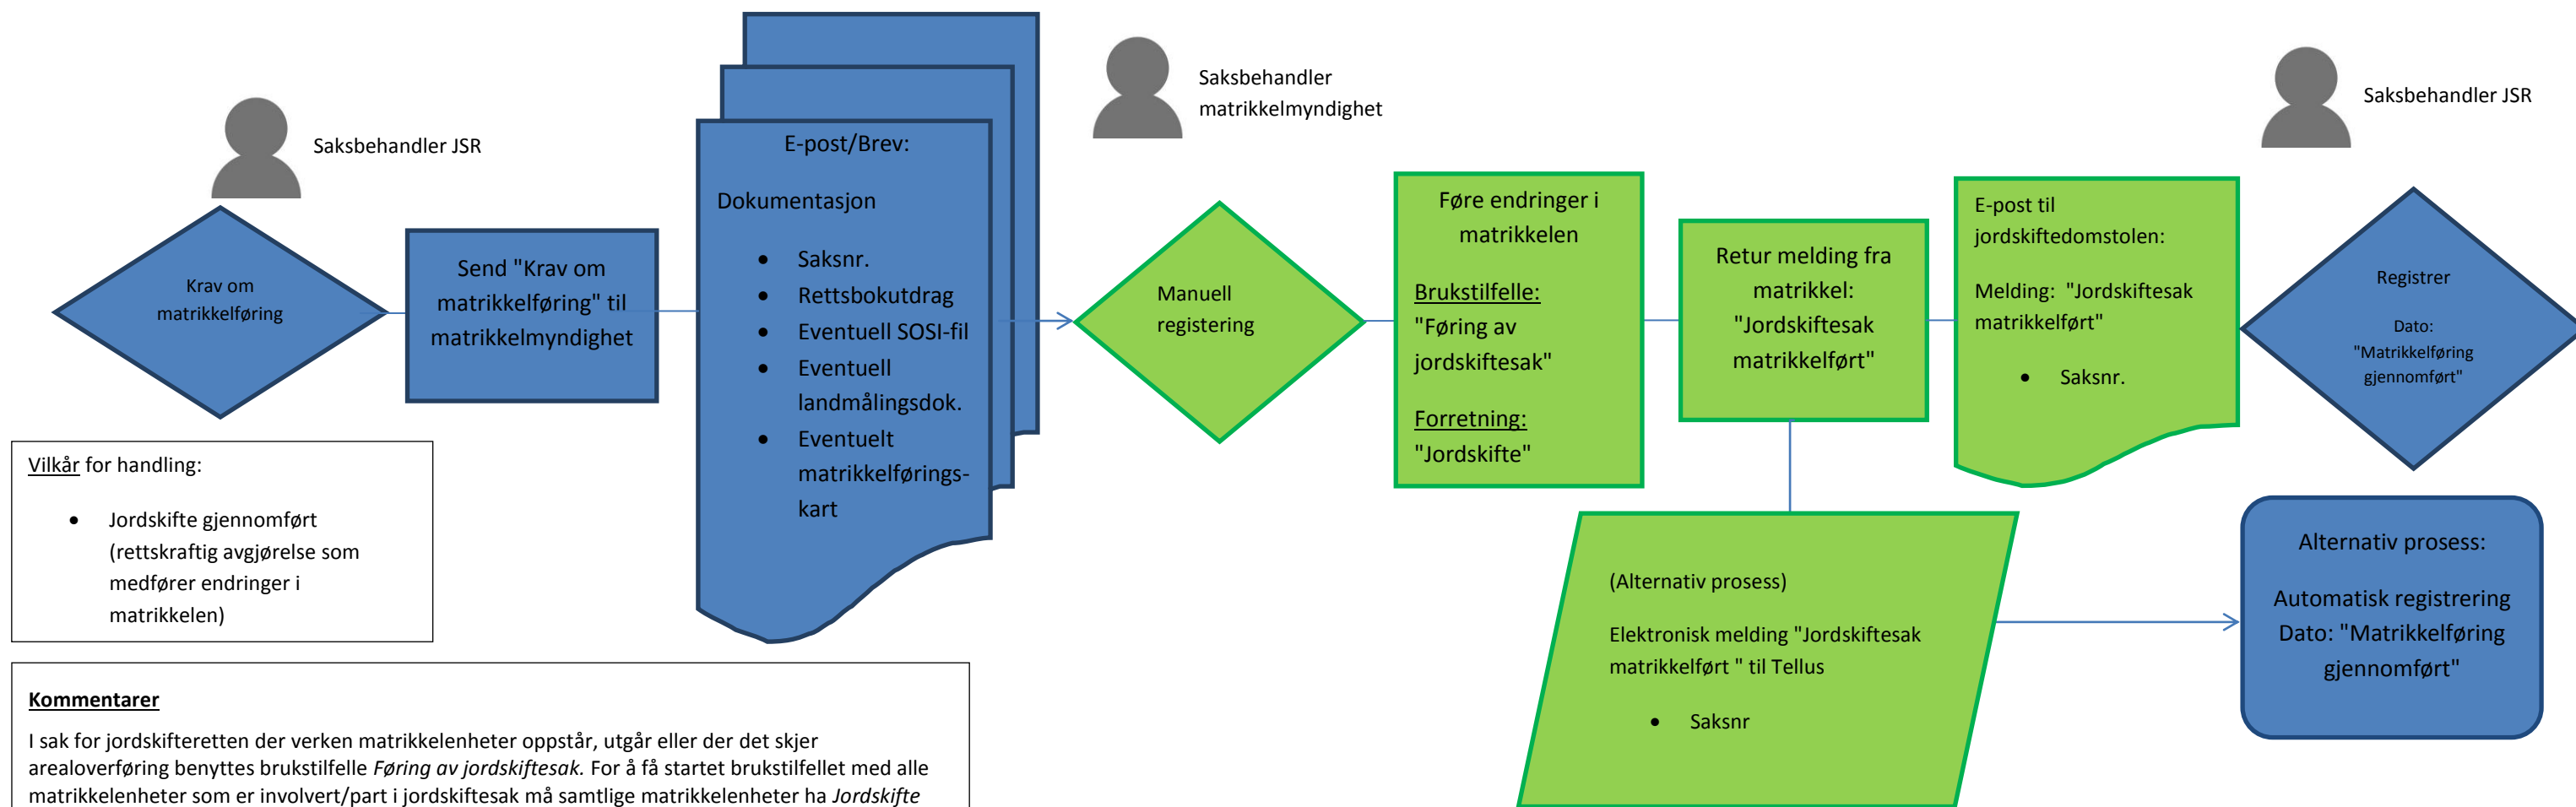 Saksbehandler JSR
Krav om
matrikkelføring
Send "Krav om
matrikkelføring" til
matrikkelmyndighet
E-post/Brev:
Dokumentasjon
• Saksnr.
• Rettsbokutdrag
• Eventuell SOSI-fil
• Eventuell
landmålingsdok.
• Eventuelt
matrikkelførings-
kart
Saksbehandler
matrikkelmyndighet
Manuell
registering
Føre endringer i
matrikkelen
Brukstilfelle:
"Føring av
jordskiftesak"
Forretning:
"Jordskifte"
Retur melding fra
matrikkel:
"Jordskiftesak
matrikkelført"
E-post til
jordskiftedomstolen:
Melding: "Jordskiftesak
matrikkelført"
• Saksnr.
Saksbehandler JSR
Registrer
Dato:
"Matrikkelføring
gjennomført"
(Alternativ prosess)
Elektronisk melding "Jordskiftesak
matrikkelført " til Tellus
• Saksnr
Alternativ prosess:
Automatisk registrering
Dato: "Matrikkelføring
gjennomført"
Vilkår for handling:
• Jordskifte gjennomført
(rettskraftig avgjørelse som
medfører endringer i
matrikkelen)
Kommentarer
I sak for jordskifteretten der verken matrikkelenheter oppstår, utgår eller der det skjer
arealoverføring benyttes brukstilfelle Føring av jordskiftesak. For å få startet brukstilfellet med alle
matrikkelenheter som er involvert/part i jordskiftesak må samtlige matrikkelenheter ha Jordskifte